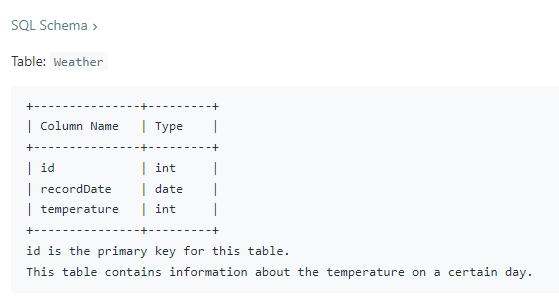 SQL Schema >
Table: Weather
+---------------+---------+
| Column Name   | Type    |
+---------------+---------+
| id            | int     |
| recordDate    | date    |
| temperature   | int     |
+---------------+---------+
id is the primary key for this table.
This table contains information about the temperature on a certain day.